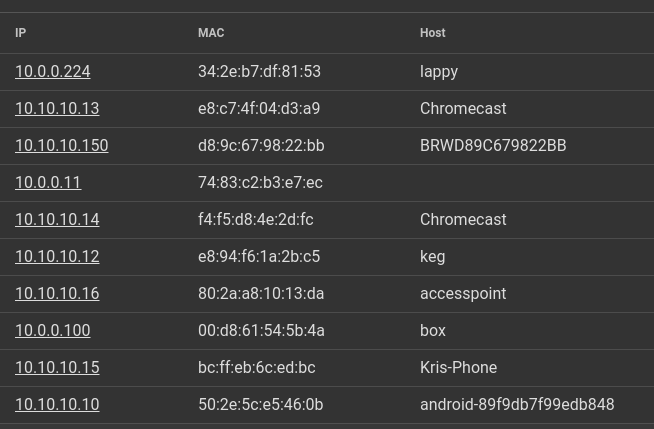 IP MAC Host
10.0.0.224 34:2e:b7:df:81:53 lappy
10.10.10.13 e8:c7:4f:04:d3:a9 Chromecast
10.10.10.150 d8:9c:67:98:22:bb BRWD89C679822BB
10.0.0.11 74:83:c2:b3:e7:ec
10.10.10.14 f4:f5:d8:4e:2d:fc Chromecast
10.10.10.12 e8:94:f6:1a:2b:c5 keg
10.10.10.16 80:2a:a8:10:13:da accesspoint
10.0.0.100 00:d8:61:54:5b:4a box
10.10.10.15 bc:ff:eb:6c:ed:bc Kris-Phone
10.10.10.10 50:2e:5c:e5:46:0b android-89f9db7f99edb848